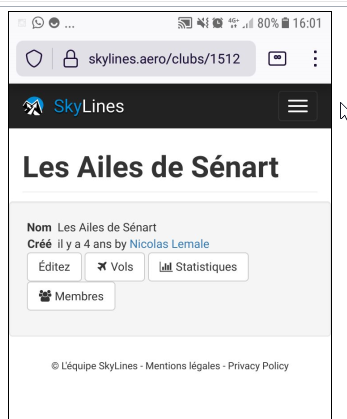 ... 4G+ 80% 16:01
skylines.aero/clubs/1512
SkyLines
Les Ailes de Sénart
Nom Les Ailes de Sénart
Créé il y a 4 ans by Nicolas Lemale
Éditez Vols Statistiques
Membres
© L'équipe SkyLines - Mentions légales - Privacy Policy